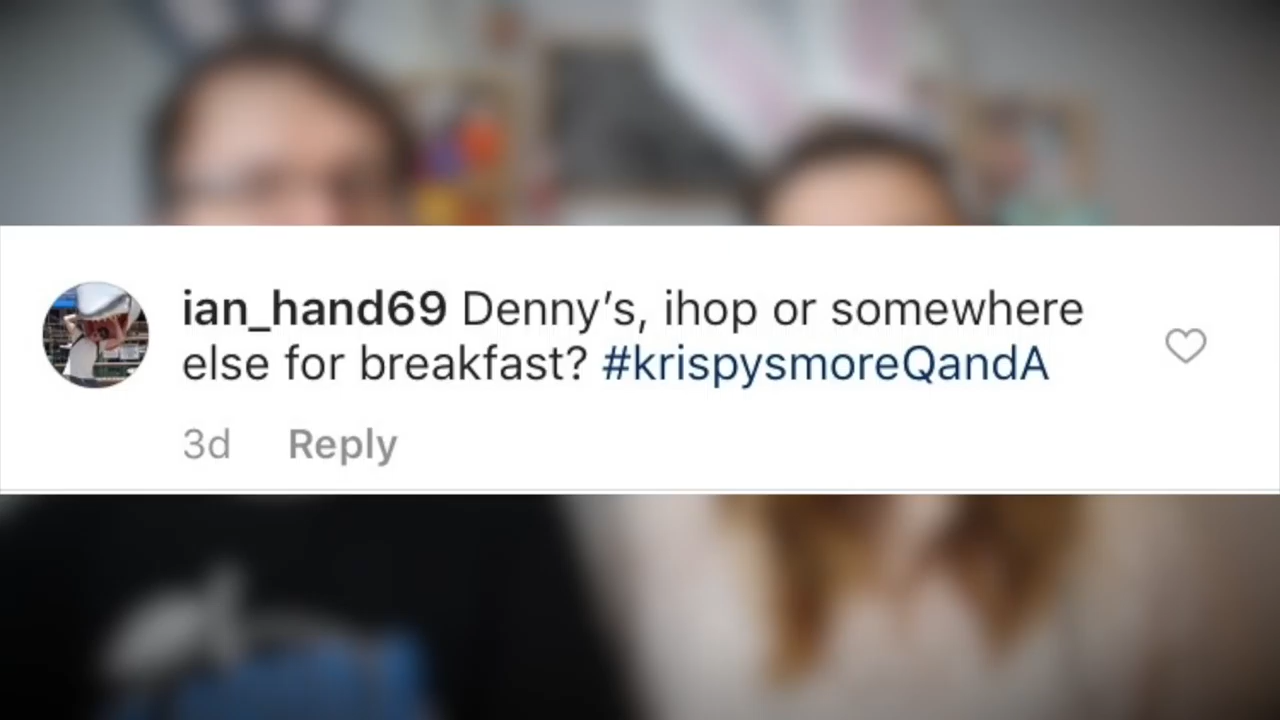 ian_hand69 Denny’s, ihop or somewhere
else for breakfast? #krispysmoreQandA
3d Reply